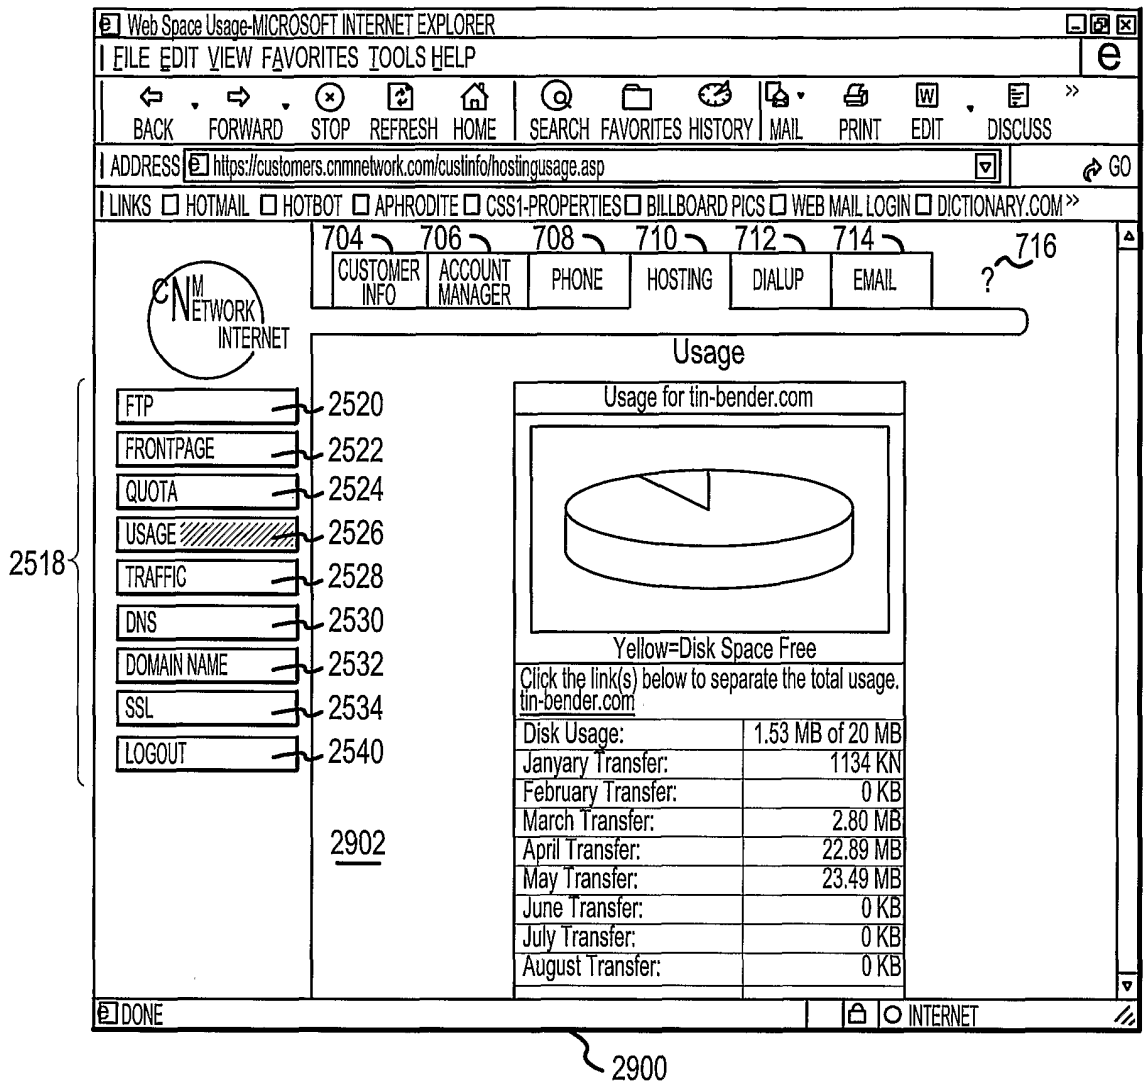 Web Space Usage-MICROSOFT INTERNET EXPLORER
FILE EDIT VIEW FAVORITES TOOLS HELP
e
BACK FORWARD STOP REFRESH HOME SEARCH FAVORITES HISTORY MAIL PRINT EDIT DISCUSS »
ADDRESS https://customers.cnmnetwork.com/custinfo/hostingusage.asp GO
LINKS HOTMAIL HOTBOT APHRODITE CSS1-PROPERTIES BILLBOARD PICS WEB MAIL LOGIN DICTIONARY.COM »
704 706 708 710 712 714 716
CUSTOMER INFO
ACCOUNT MANAGER
PHONE
HOSTING
DIALUP
EMAIL
?
CNM
NETWORK
INTERNET
2518
FTP 2520
FRONTPAGE 2522
QUOTA 2524
USAGE 2526
TRAFFIC 2528
DNS 2530
DOMAIN NAME 2532
SSL 2534
LOGOUT 2540
2902
Usage
Usage for tin-bender.com
Yellow=Disk Space Free
Click the link(s) below to separate the total usage.
tin-bender.com
Disk Usage: 1.53 MB of 20 MB
Janyary Transfer: 1134 KN
February Transfer: 0 KB
March Transfer: 2.80 MB
April Transfer: 22.89 MB
May Transfer: 23.49 MB
June Transfer: 0 KB
July Transfer: 0 KB
August Transfer: 0 KB
DONE INTERNET
2900